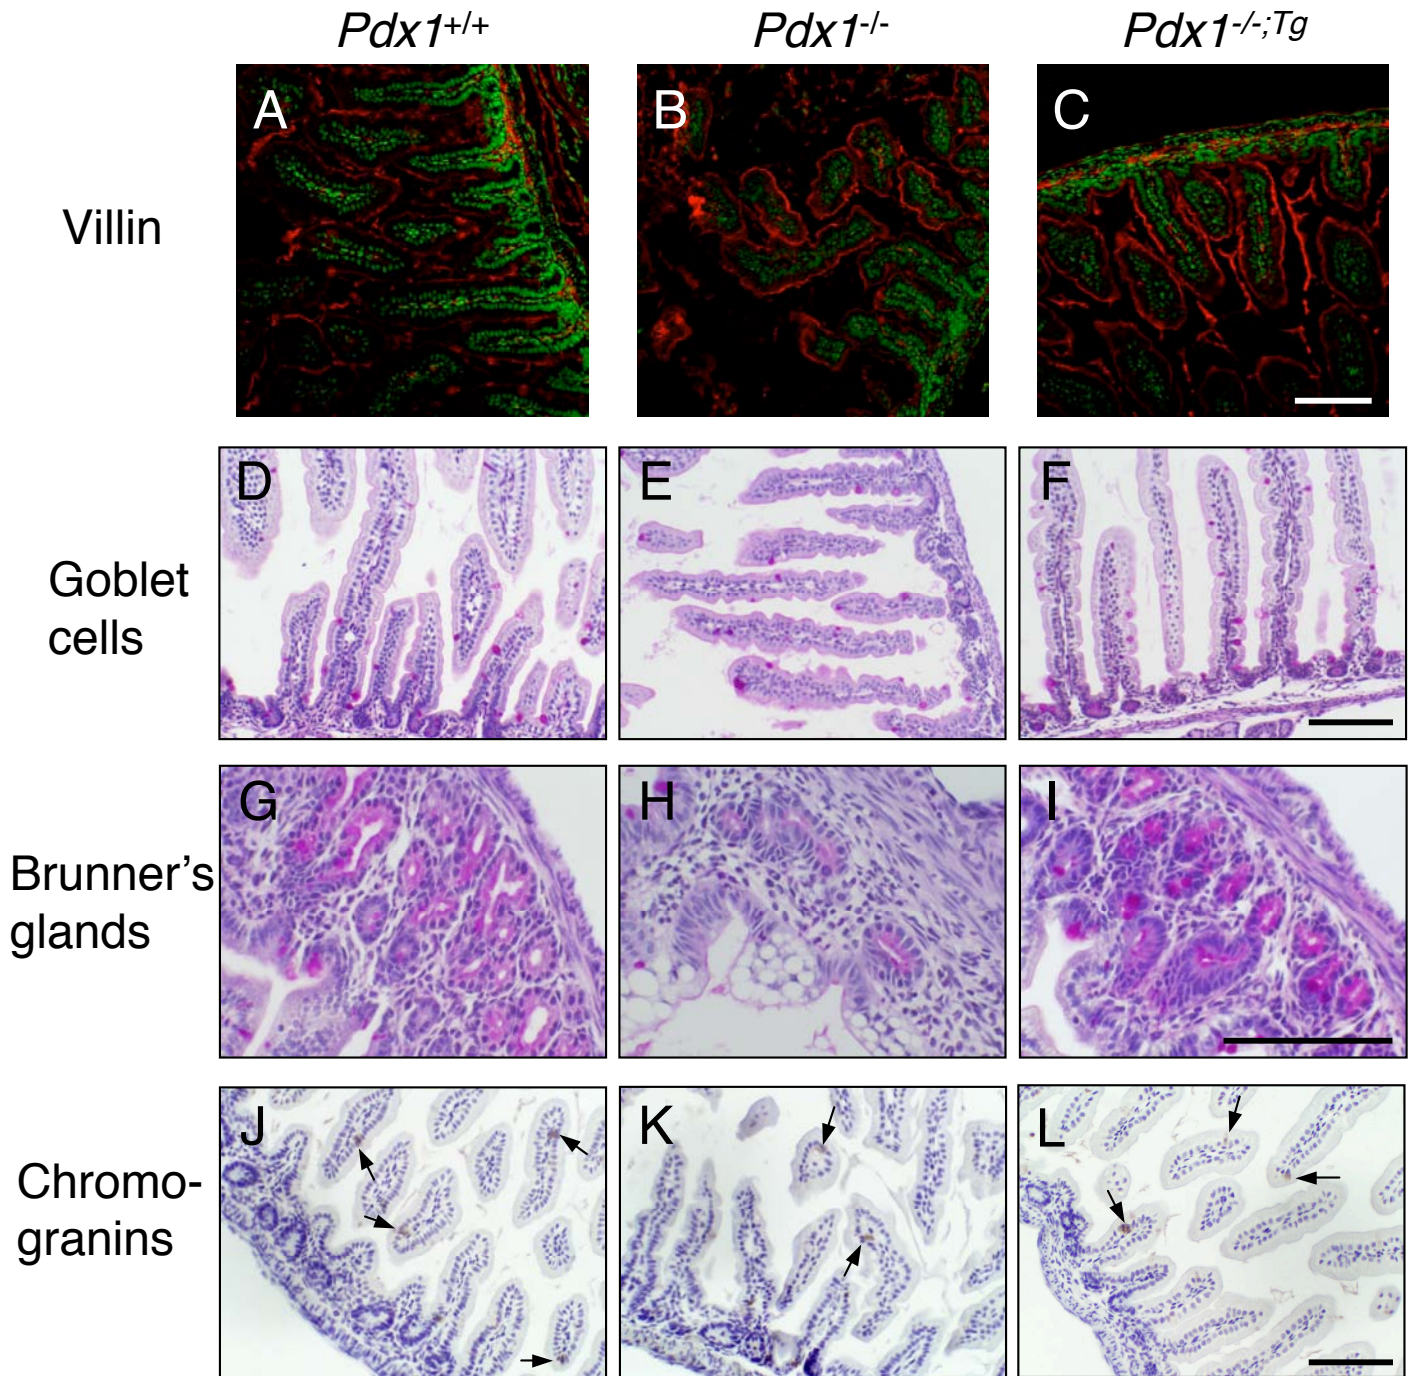 Pdx1+/+ Pdx1-/- Pdx1-/-;Tg
A B C
Villin
D E F
Goblet
cells
G H I
Brunner's
glands
J K L
Chromo-
granins